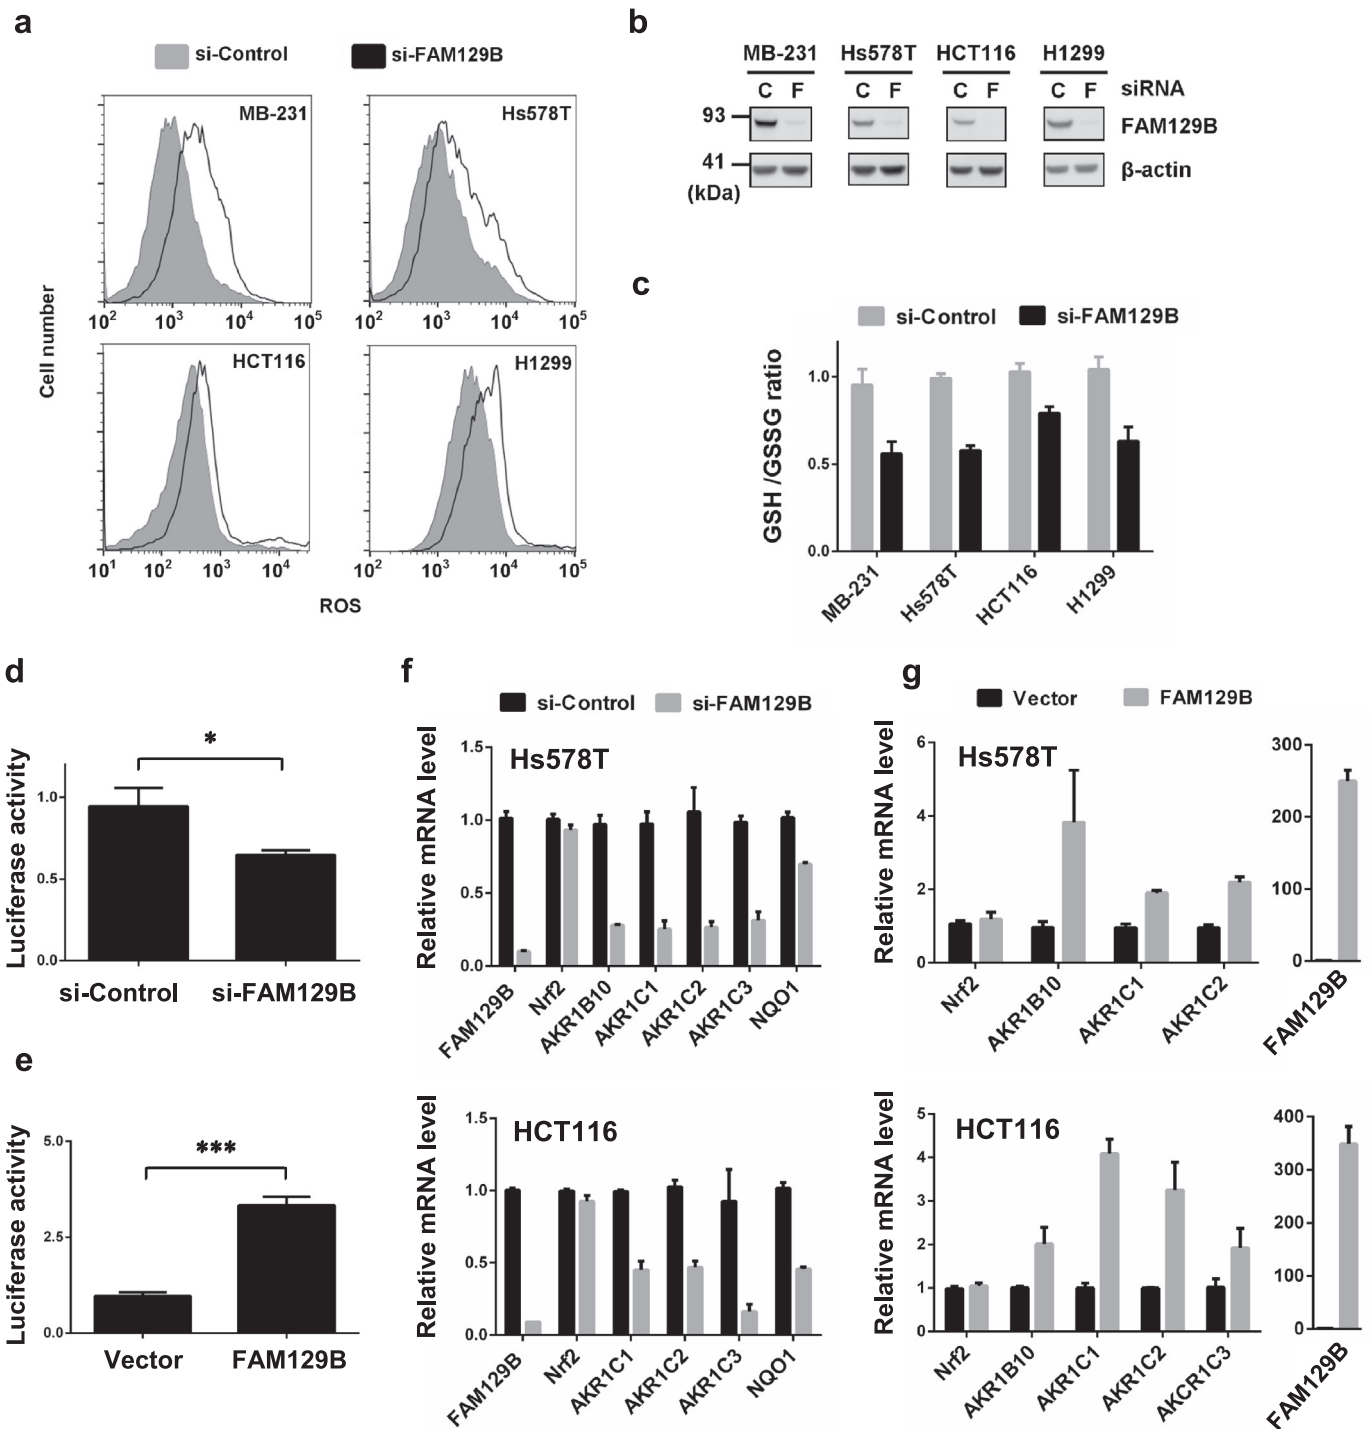 a
si-Control si-FAM129B
MB-231
Hs578T
10² 10³ 10⁴ 10⁵
10² 10³ 10⁴ 10⁵
HCT116
H1299
10¹ 10² 10³ 10⁴
10² 10³ 10⁴ 10⁵
Cell number
ROS
b
MB-231 Hs578T HCT116 H1299
C F C F C F C F siRNA
93 FAM129B
41 β-actin
(kDa)
c
si-Control si-FAM129B
GSH /GSSG ratio
1.0
0.5
0.0
MB-231
Hs578T
HCT116
H1299
d
Luciferase activity
*
1.0
0.5
0.0
si-Control si-FAM129B
e
Luciferase activity
***
5.0
2.5
0.0
Vector FAM129B
f
si-Control si-FAM129B
Relative mRNA level
Hs578T
1.5
1.0
0.5
0.0
FAM129B
Nrf2
AKR1B10
AKR1C1
AKR1C2
AKR1C3
NQO1
Relative mRNA level
HCT116
1.5
1.0
0.5
0.0
FAM129B
Nrf2
AKR1C1
AKR1C2
AKR1C3
NQO1
g
Vector FAM129B
Relative mRNA level
Hs578T
6
4
2
0
Nrf2
AKR1B10
AKR1C1
AKR1C2
300
200
100
0
FAM129B
Relative mRNA level
HCT116
5
4
3
2
1
0
Nrf2
AKR1B10
AKR1C1
AKR1C2
AKCR1C3
400
300
200
100
0
FAM129B